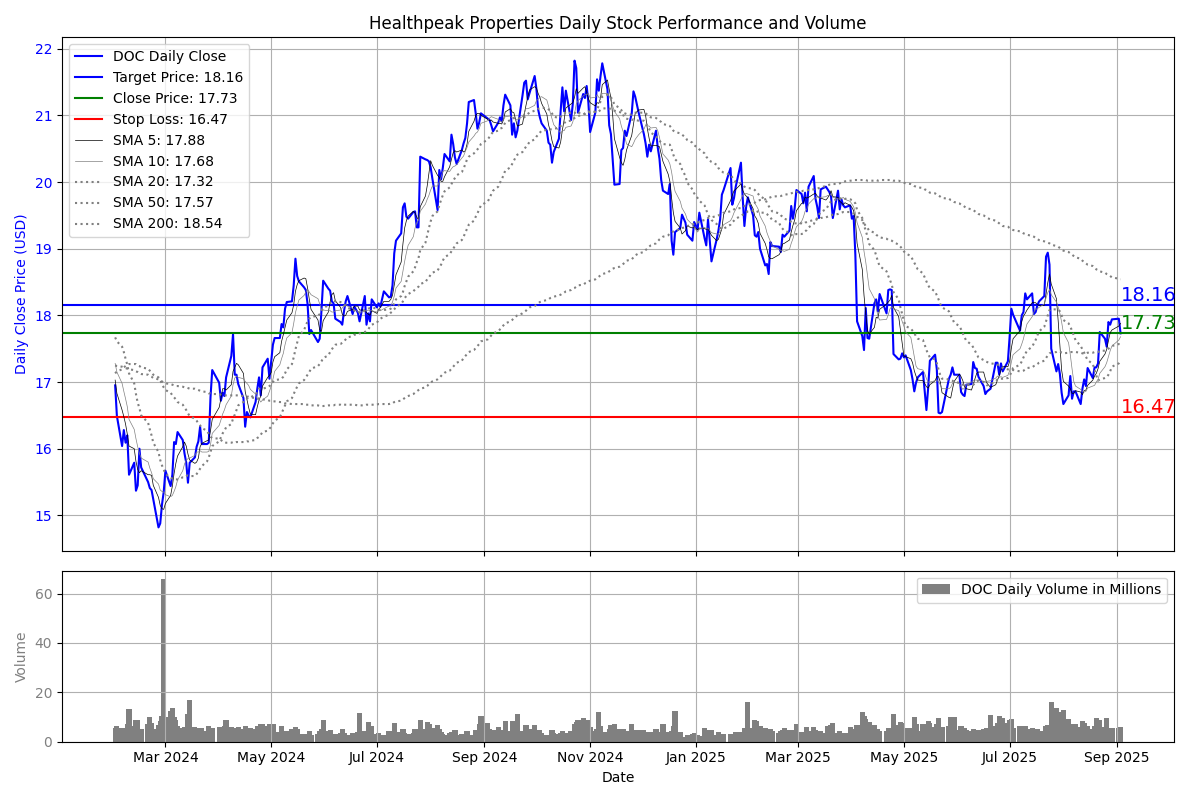 Healthpeak Properties Daily Stock Performance and Volume
DOC Daily Close
Target Price: 18.16
Close Price: 17.73
Stop Loss: 16.47
SMA 5: 17.88
SMA 10: 17.68
SMA 20: 17.32
SMA 50: 17.57
SMA 200: 18.54
Daily Close Price (USD)
22
21
20
19
18
17
16
15
18.16
17.73
16.47
DOC Daily Volume in Millions
Volume
60
40
20
0
Mar 2024 May 2024 Jul 2024 Sep 2024 Nov 2024 Jan 2025 Mar 2025 May 2025 Jul 2025 Sep 2025
Date